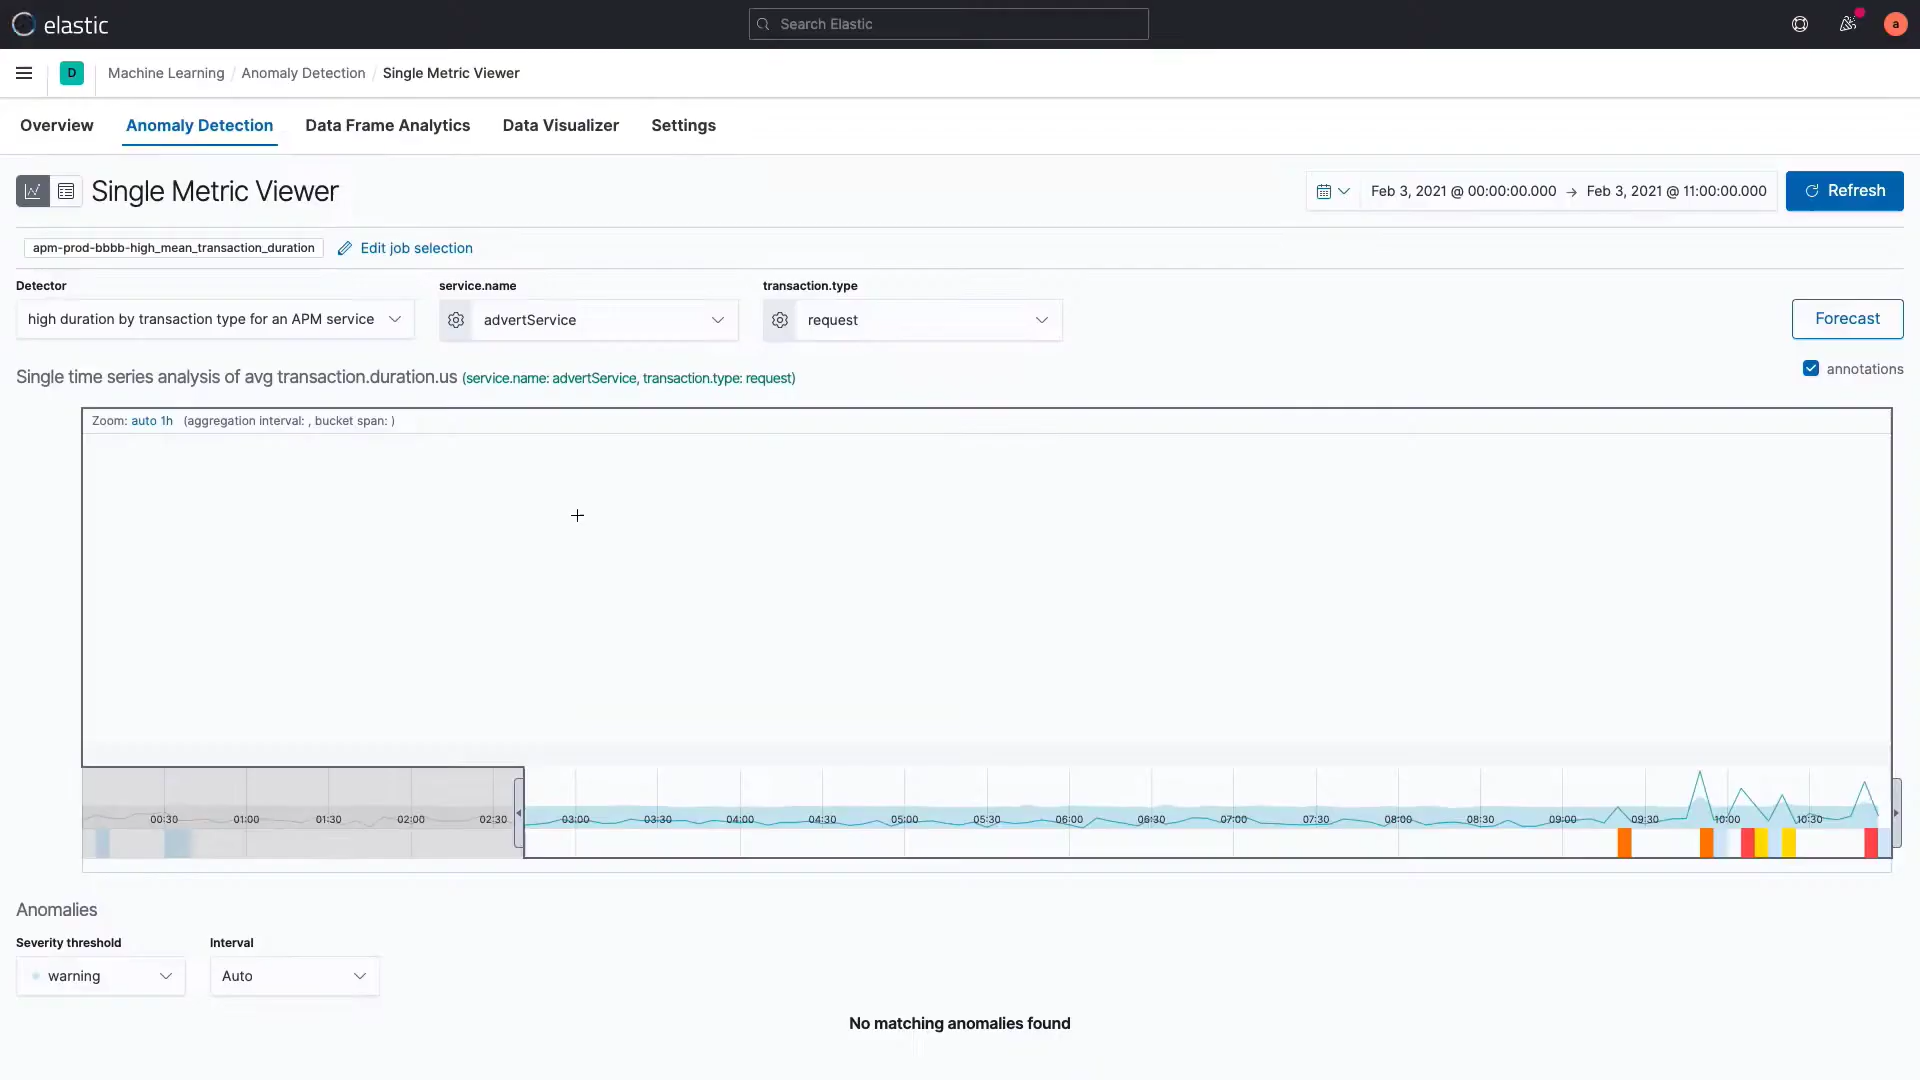 elastic
Search Elastic
a
D
Machine Learning / Anomaly Detection / Single Metric Viewer
Overview
Anomaly Detection
Data Frame Analytics
Data Visualizer
Settings
Single Metric Viewer
Feb 3, 2021 @ 00:00:00.000 → Feb 3, 2021 @ 11:00:00.000
Refresh
apm-prod-bbbb-high_mean_transaction_duration
Edit job selection
Detector
service.name
transaction.type
high duration by transaction type for an APM service
advertService
request
Forecast
Single time series analysis of avg transaction.duration.us (service.name: advertService, transaction.type: request)
annotations
Zoom: auto 1h (aggregation interval: , bucket span: )
00:30 01:00 01:30 02:00 02:30 03:00 03:30 04:00 04:30 05:00 05:30 06:00 06:30 07:00 07:30 08:00 08:30 09:00 09:30 10:00 10:30
Anomalies
Severity threshold
Interval
warning
Auto
No matching anomalies found